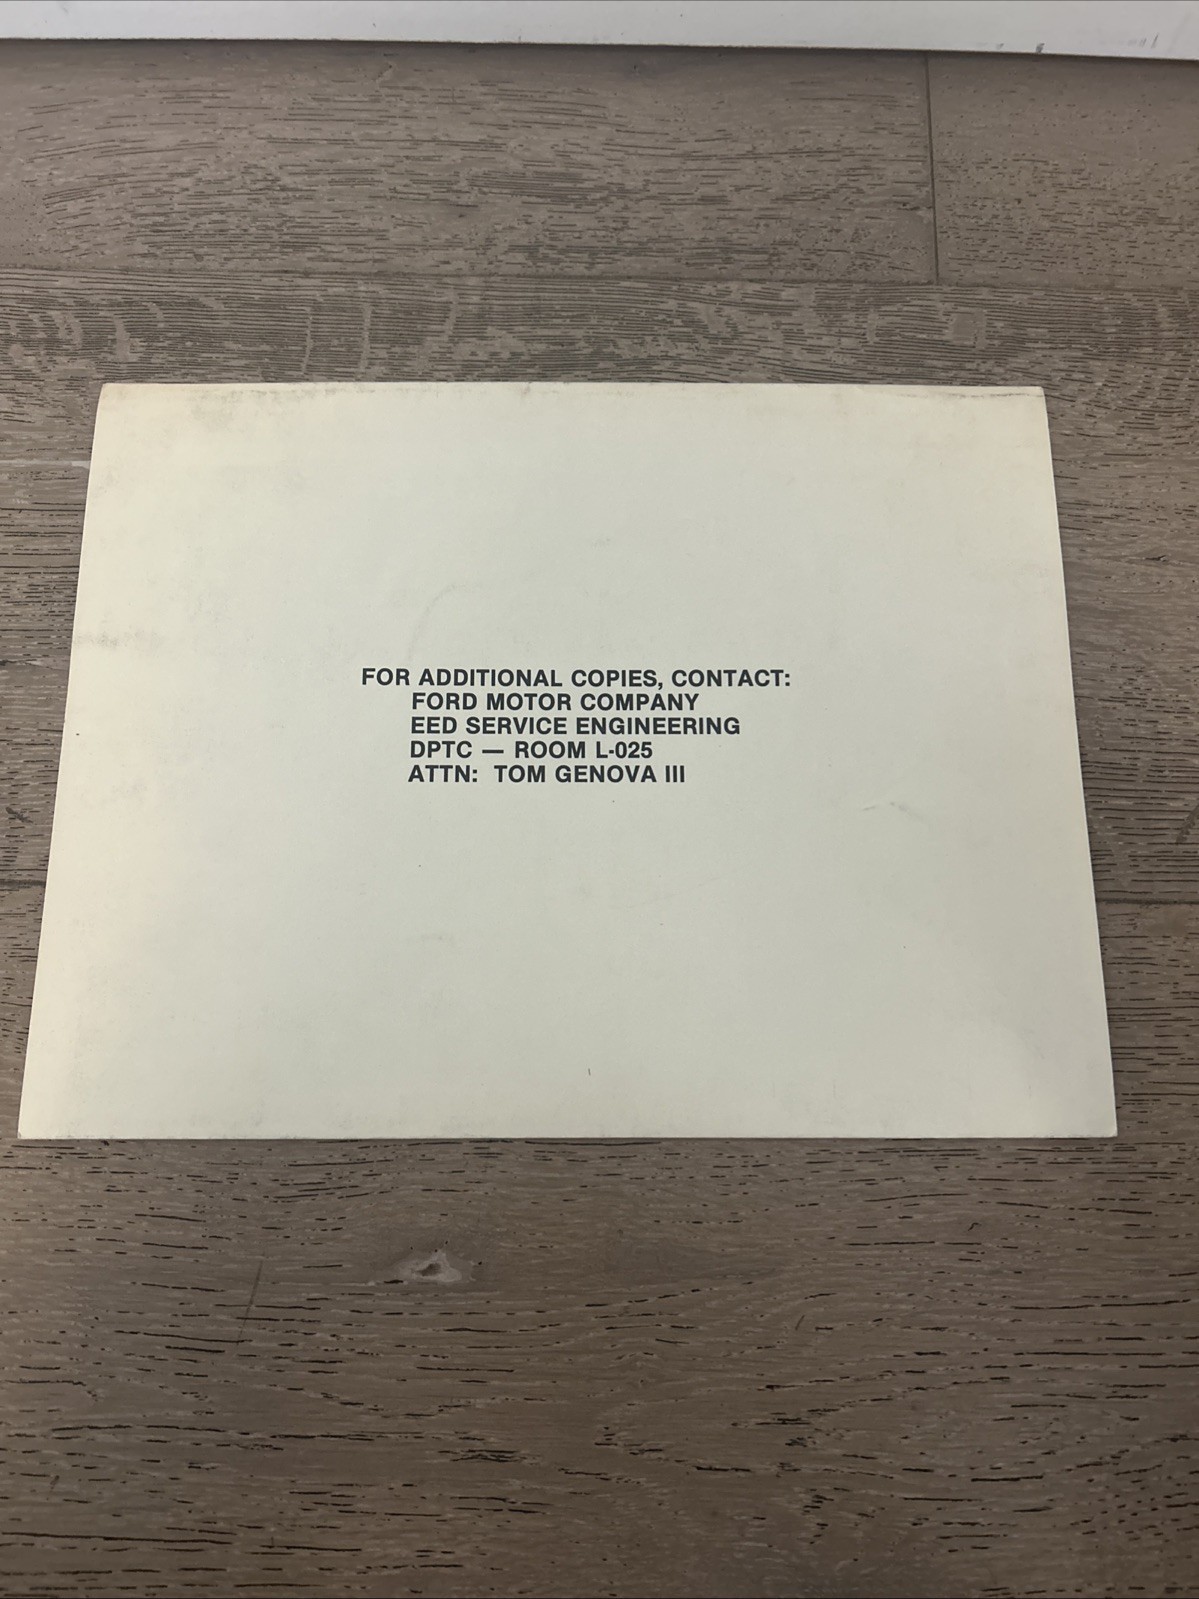 FOR ADDITIONAL COPIES, CONTACT:
FORD MOTOR COMPANY
EED SERVICE ENGINEERING
DPTC — ROOM L-025
ATTN: TOM GENOVA III